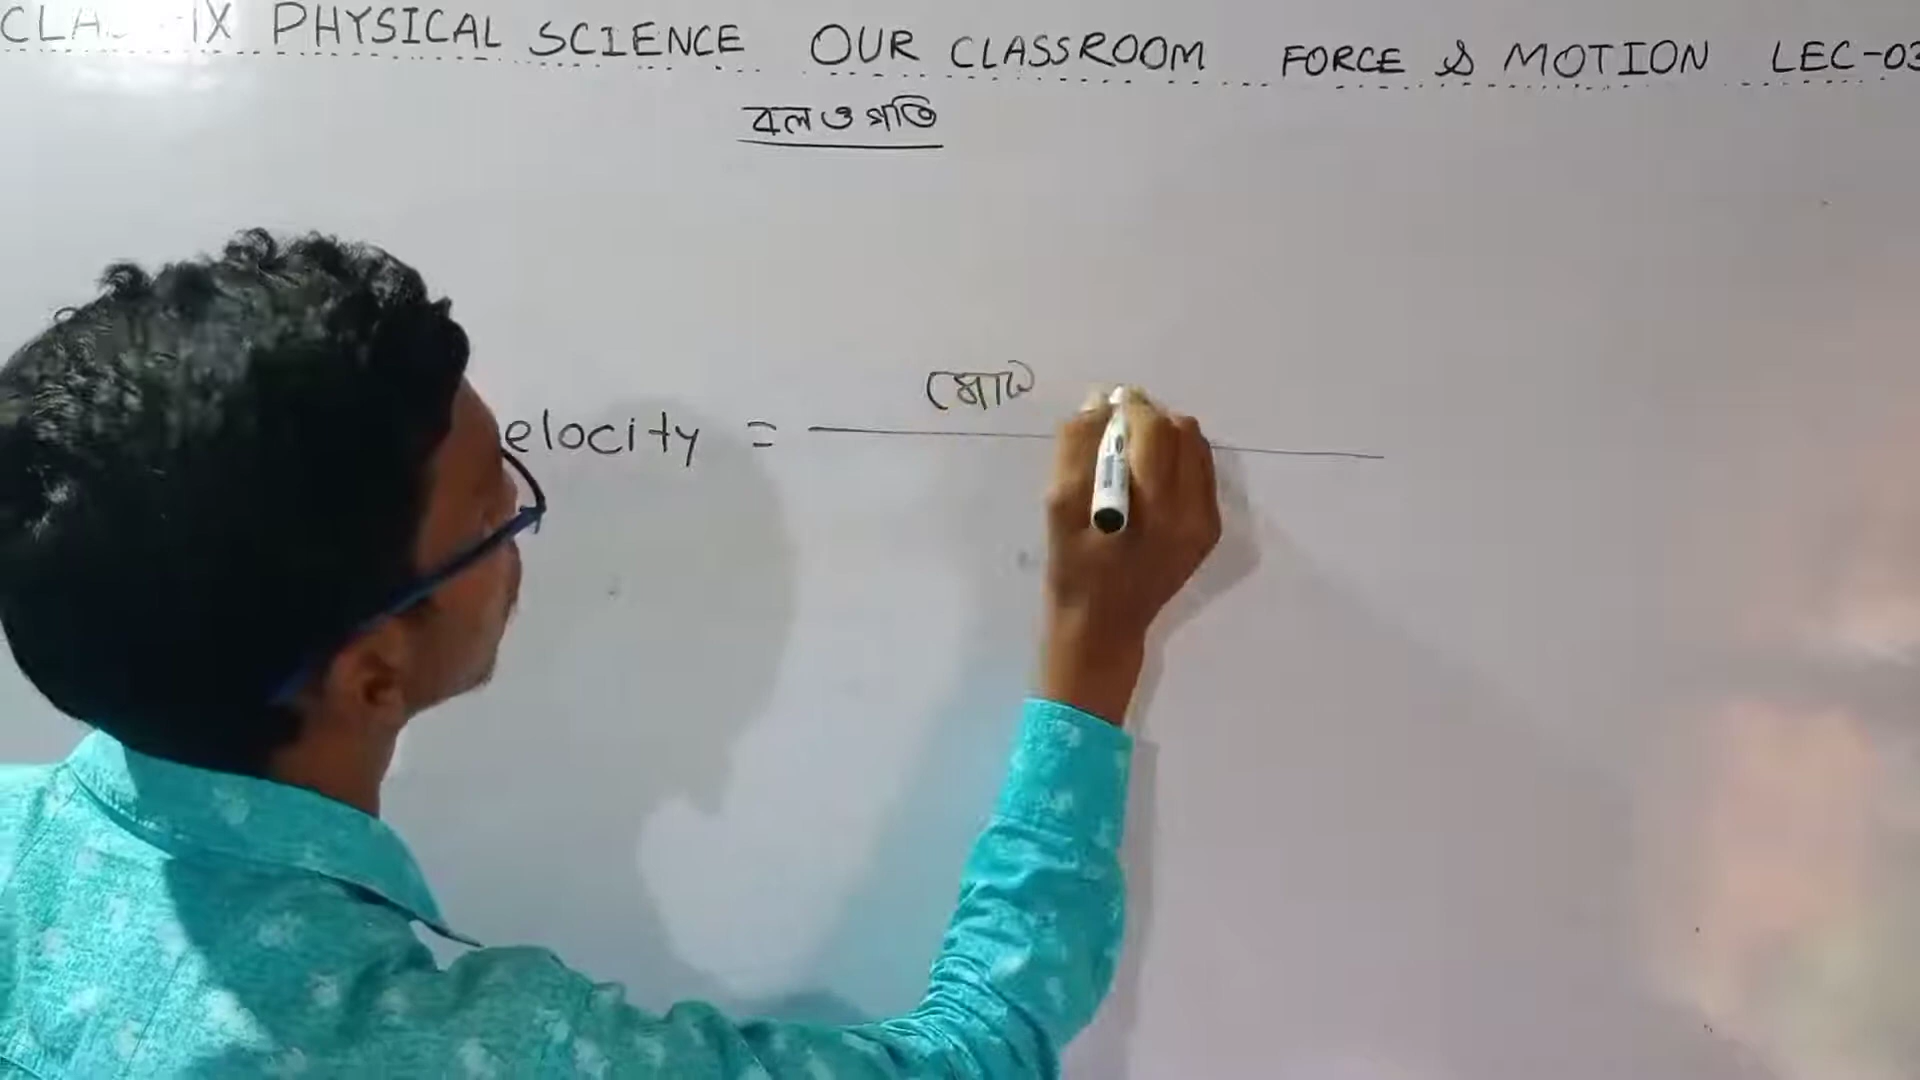 CLA IX PHYSICAL SCIENCE OUR CLASSROOM FORCE & MOTION LEC-03
বল ও গতি
elocity = মোট